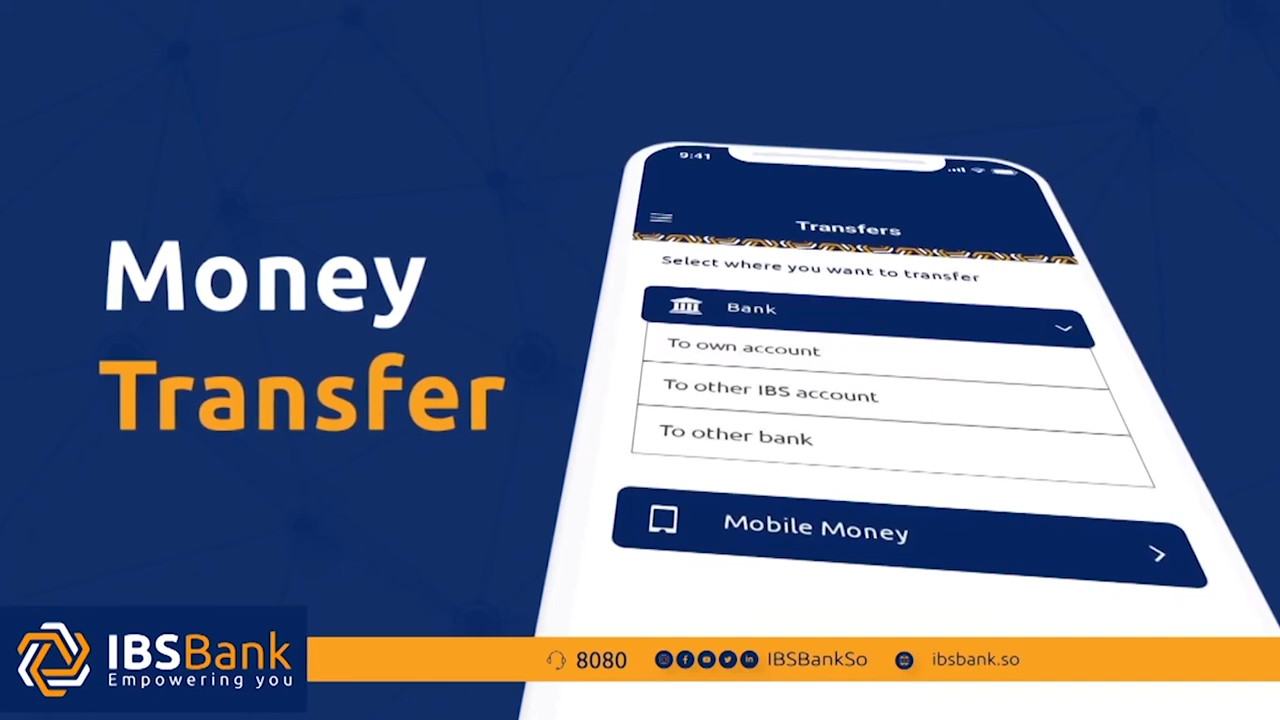 Money
Transfer
9:41
Transfers
Select where you want to transfer
Bank
To own account
To other IBS account
To other bank
Mobile Money
IBSBank
Empowering you
8080
IBSBankSo
ibsbank.so